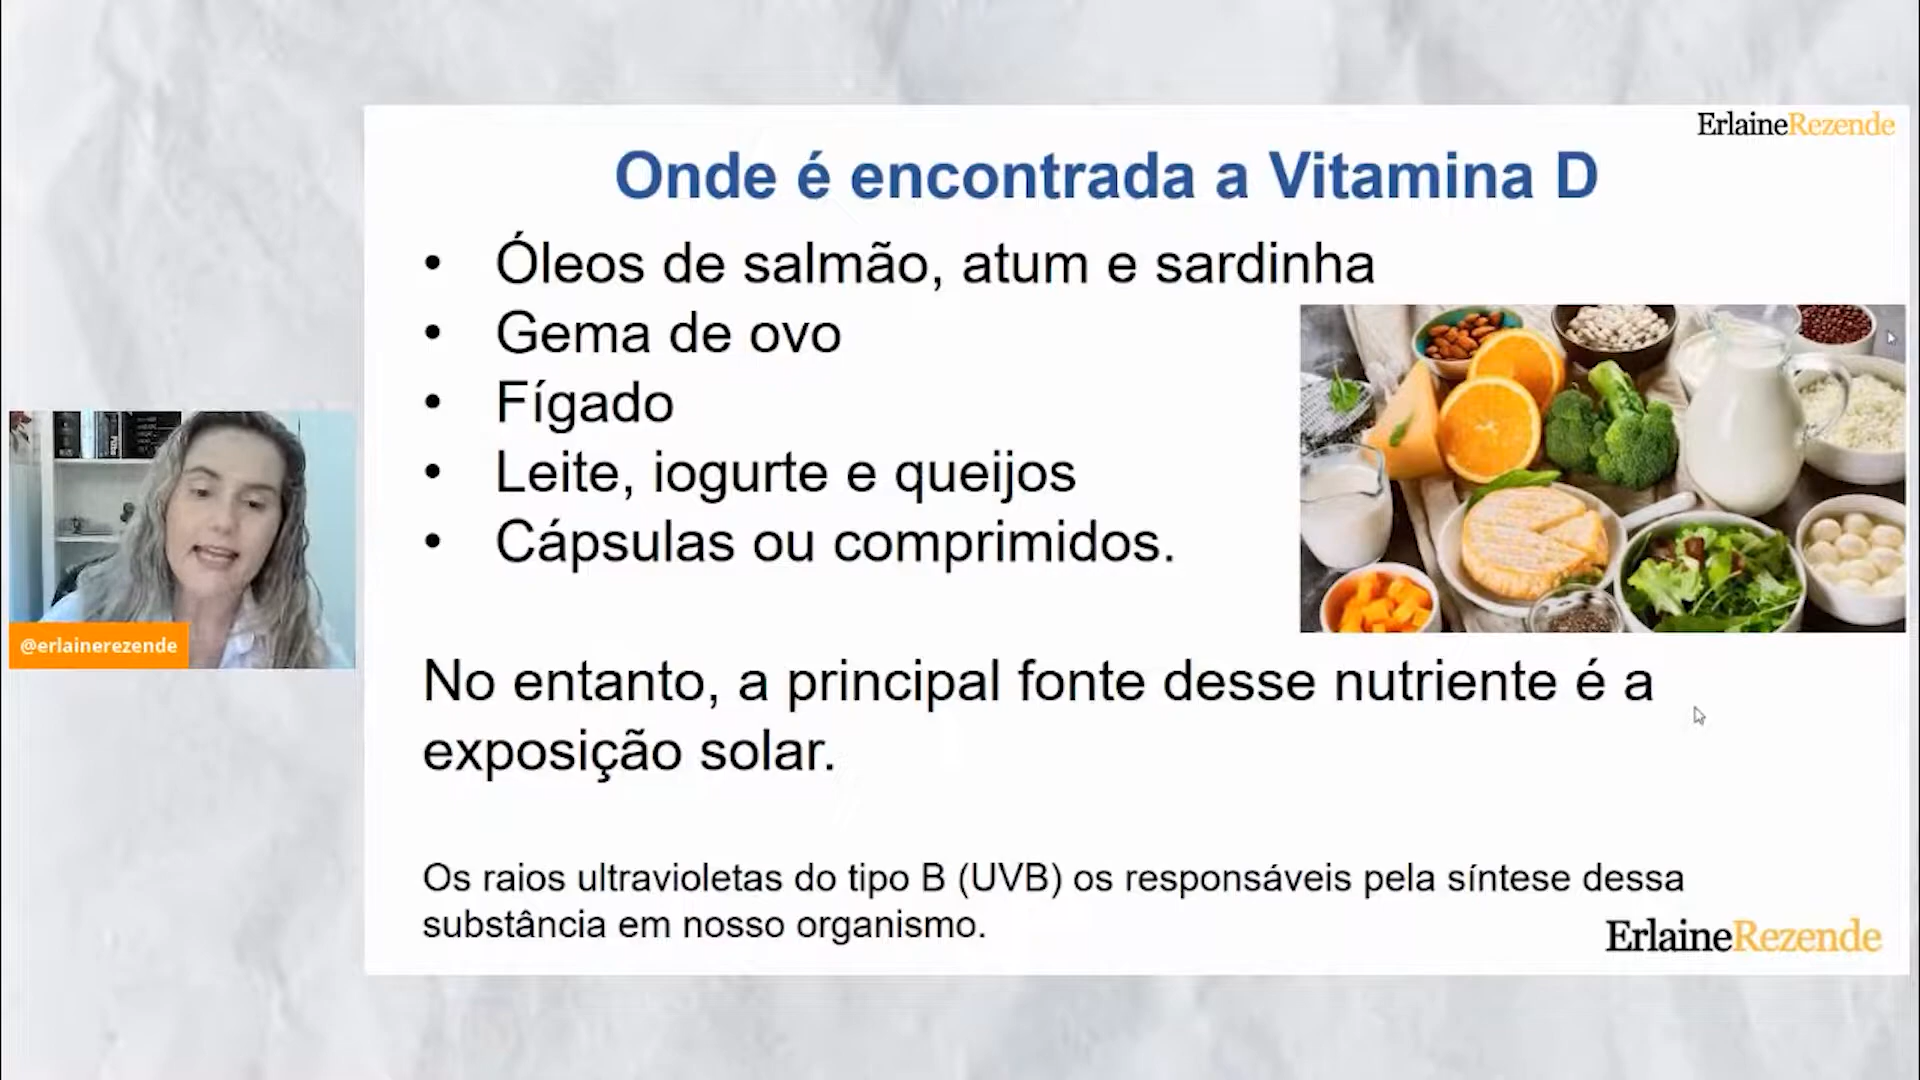 ErlaineRezende
Onde é encontrada a Vitamina D
• Óleos de salmão, atum e sardinha
• Gema de ovo
• Fígado
• Leite, iogurte e queijos
• Cápsulas ou comprimidos.
@erlainerezende
No entanto, a principal fonte desse nutriente é a
exposição solar.
Os raios ultravioletas do tipo B (UVB) os responsáveis pela síntese dessa
substância em nosso organismo.
ErlaineRezende